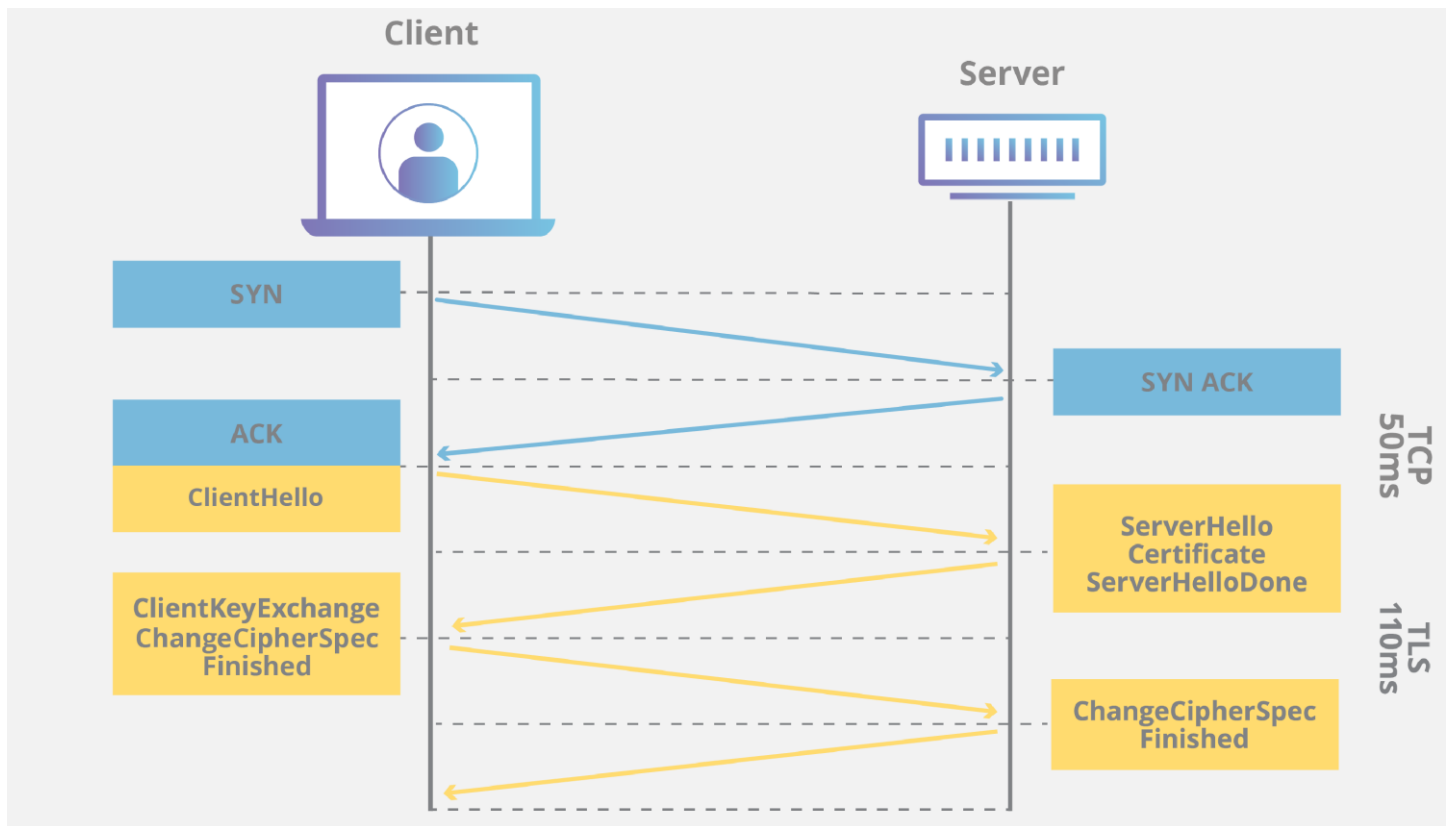 Client
Server
SYN
SYN ACK
ACK
ClientHello
TCP
50ms
ServerHello
Certificate
ServerHelloDone
ClientKeyExchange
ChangeCipherSpec
Finished
TLS
110ms
ChangeCipherSpec
Finished